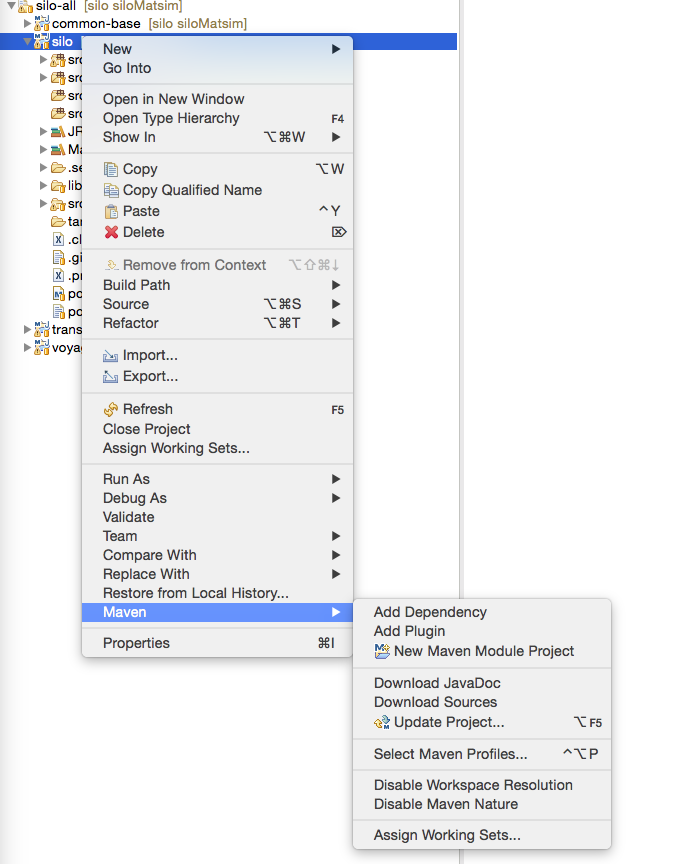 silo-all [silo siloMatsim]
common-base [silo siloMatsim]
silo
New
Go Into
Open in New Window
Open Type Hierarchy F4
Show In ⌥⌘W
Copy ⌥W
Copy Qualified Name
Paste ^Y
Delete ⌦
Remove from Context ⌥⇧⌘↓
Build Path
Source ⌥⌘S
Refactor ⌥⌘T
Import...
Export...
Refresh F5
Close Project
Assign Working Sets...
Run As
Debug As
Validate
Team
Compare With
Replace With
Restore from Local History...
Maven
Properties ⌘I
src
src
src
src
JR
Ma
.se
lib
src
tar
.cl
.gi
.pr
po
po
trans
voya
Add Dependency
Add Plugin
New Maven Module Project
Download JavaDoc
Download Sources
Update Project... ⌥F5
Select Maven Profiles... ^⌥P
Disable Workspace Resolution
Disable Maven Nature
Assign Working Sets...